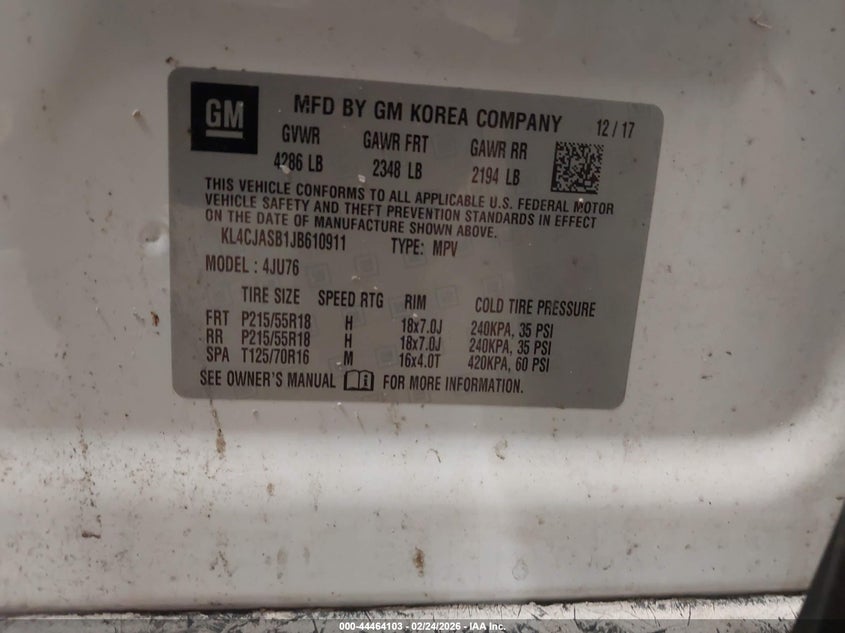 GM
MFD BY GM KOREA COMPANY 12/17
GVWR GAWR FRT GAWR RR
4286 LB 2348 LB 2194 LB
THIS VEHICLE CONFORMS TO ALL APPLICABLE U.S. FEDERAL MOTOR
VEHICLE SAFETY AND THEFT PREVENTION STANDARDS IN EFFECT
ON THE DATE OF MANUFACTURE SHOWN ABOVE.
KL4CJASB1JB610911 TYPE: MPV
MODEL : 4JU76
TIRE SIZE SPEED RTG RIM COLD TIRE PRESSURE
FRT P215/55R18 H 18x7.0J 240KPA, 35 PSI
RR P215/55R18 H 18x7.0J 240KPA, 35 PSI
SPA T125/70R16 M 16x4.0T 420KPA, 60 PSI
SEE OWNER'S MANUAL FOR MORE INFORMATION.
000-44464103 — 02/24/2026 — IAA Inc.